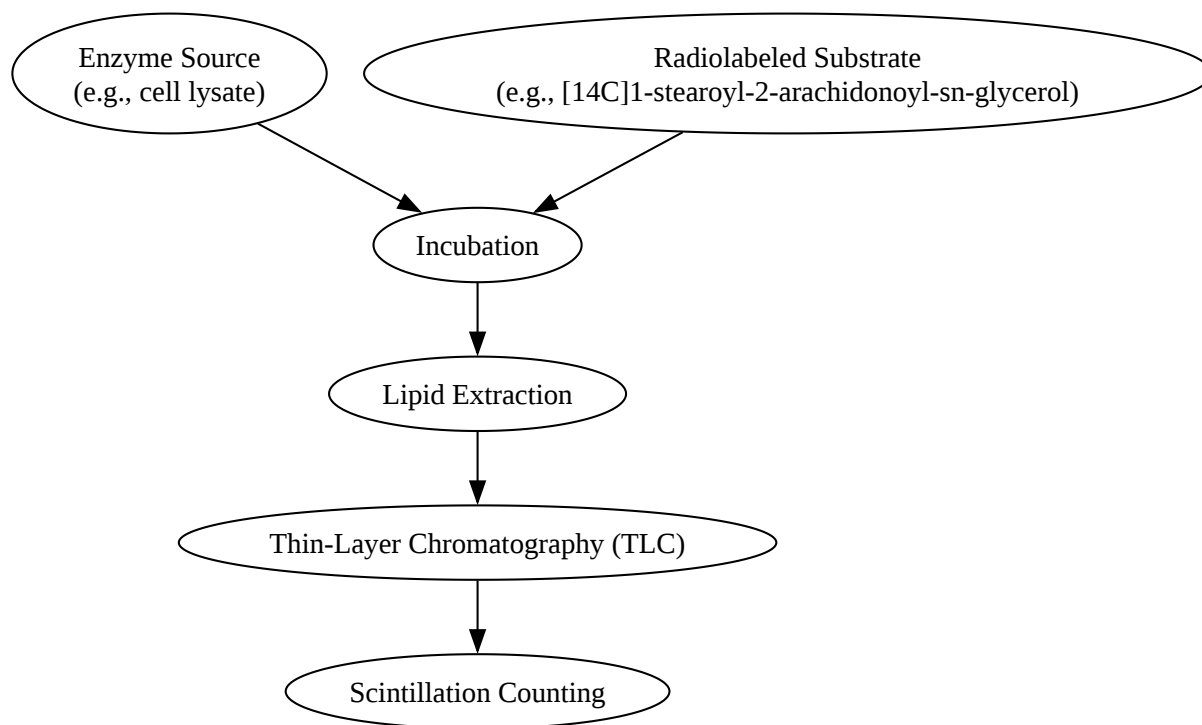 Enzyme Source
(e.g., cell lysate)
Radiolabeled Substrate
(e.g., [14C]1-stearoyl-2-arachidonoyl-sn-glycerol)
Incubation
Lipid Extraction
Thin-Layer Chromatography (TLC)
Scintillation Counting